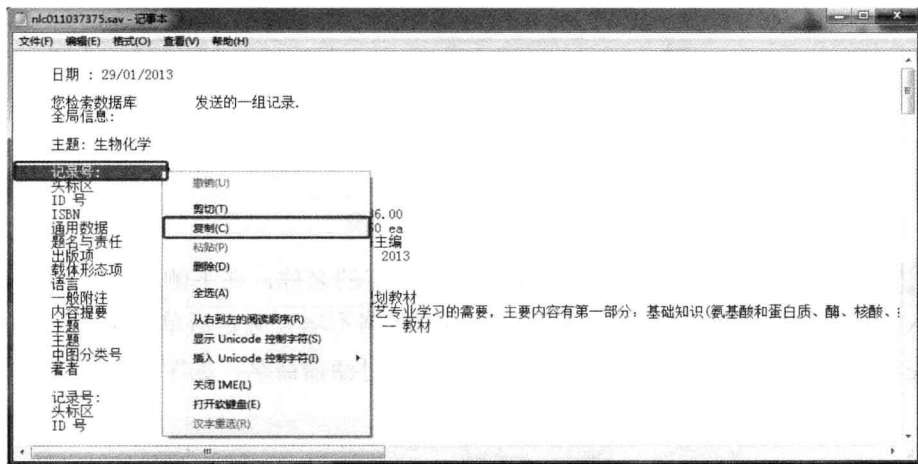 nlc011037375.sav - 记事本
文件(F) 编辑(E) 格式(O) 查看(V) 帮助(H)
日期 : 29/01/2013
您检索数据库 发送的一组记录.
全局信息:
主题: 生物化学
记录号:
头标区
ID 号
ISBN 6.00
通用数据 0 ea
题名与责任 主编
出版项 2013
载体形态项
语言
一般附注 划教材
内容提要 艺专业学习的需要，主要内容有第一部分：基础知识(氨基酸和蛋白质、酶、核酸、
主题 -- 教材
主题
中图分类号
著者
记录号:
头标区
ID 号
撤销(U)
剪切(T)
复制(C)
粘贴(P)
删除(D)
全选(A)
从右到左的阅读顺序(R)
显示 Unicode 控制字符(S)
插入 Unicode 控制字符(I)
关闭 IME(L)
打开软键盘(E)
汉字重选(R)